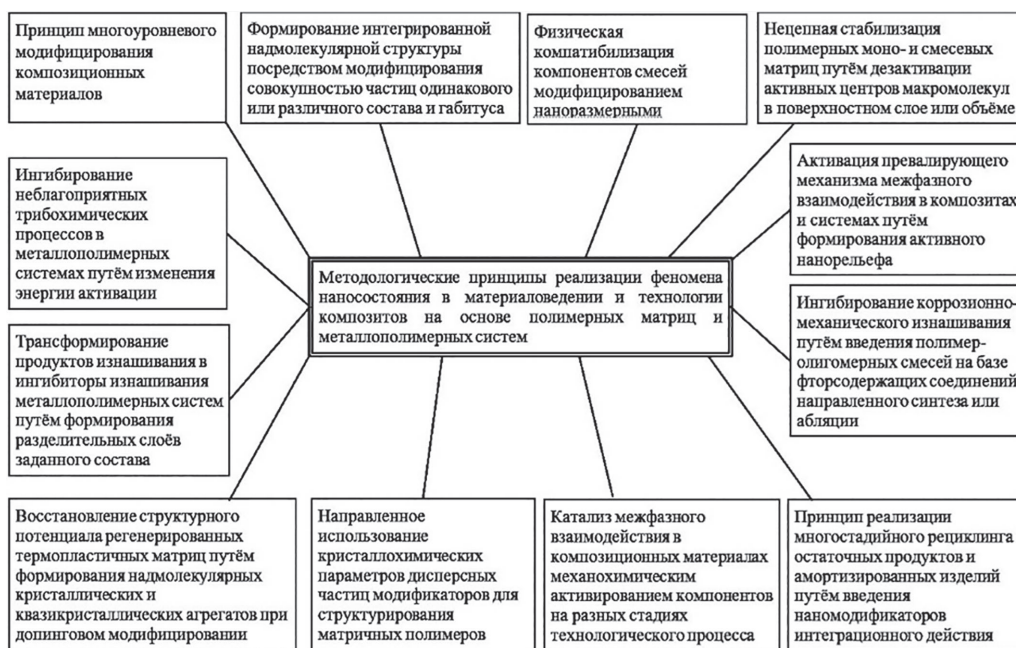 Принцип многоуровневого
модифицирования
композиционных
материалов
Формирование интегрированной
надмолекулярной структуры
посредством модифицирования
совокупностью частиц одинакового
или различного состава и габитуса
Физическая
компатибилизация
компонентов смесей
модифицированием
наноразмерными
Нецепная стабилизация
полимерных моно- и смесевых
матриц путём дезактивации
активных центров макромолекул
в поверхностном слое или объёме
Ингибирование
неблагоприятных
трибохимических
процессов в
металлополимерных
системах путём изменения
энергии активации
Активация превалирующего
механизма межфазного
взаимодействия в композитах
и системах путём
формирования активного
нанорельефа
Методологические принципы реализации феномена
наносостояния в материаловедении и технологии
композитов на основе полимерных матриц и
металлополимерных систем
Трансформирование
продуктов изнашивания в
ингибиторы изнашивания
металлополимерных систем
путём формирования
разделительных слоёв
заданного состава
Ингибирование коррозионно-
механического изнашивания
путём введения полимер-
олигомерных смесей на базе
фторсодержащих соединений
направленного синтеза или
абляции
Восстановление структурного
потенциала регенерированных
термопластичных матриц путём
формирования надмолекулярных
кристаллических и
квазикристаллических агрегатов при
допинговом модифицировании
Направленное
использование
кристаллохимических
параметров дисперсных
частиц модификаторов для
структурирования
матричных полимеров
Катализ межфазного
взаимодействия в
композиционных материалах
механохимическим
активированием компонентов
на разных стадиях
технологического процесса
Принцип реализации
многостадийного рециклинга
остаточных продуктов и
амортизированных изделий
путём введения
наномодификаторов
интеграционного действия